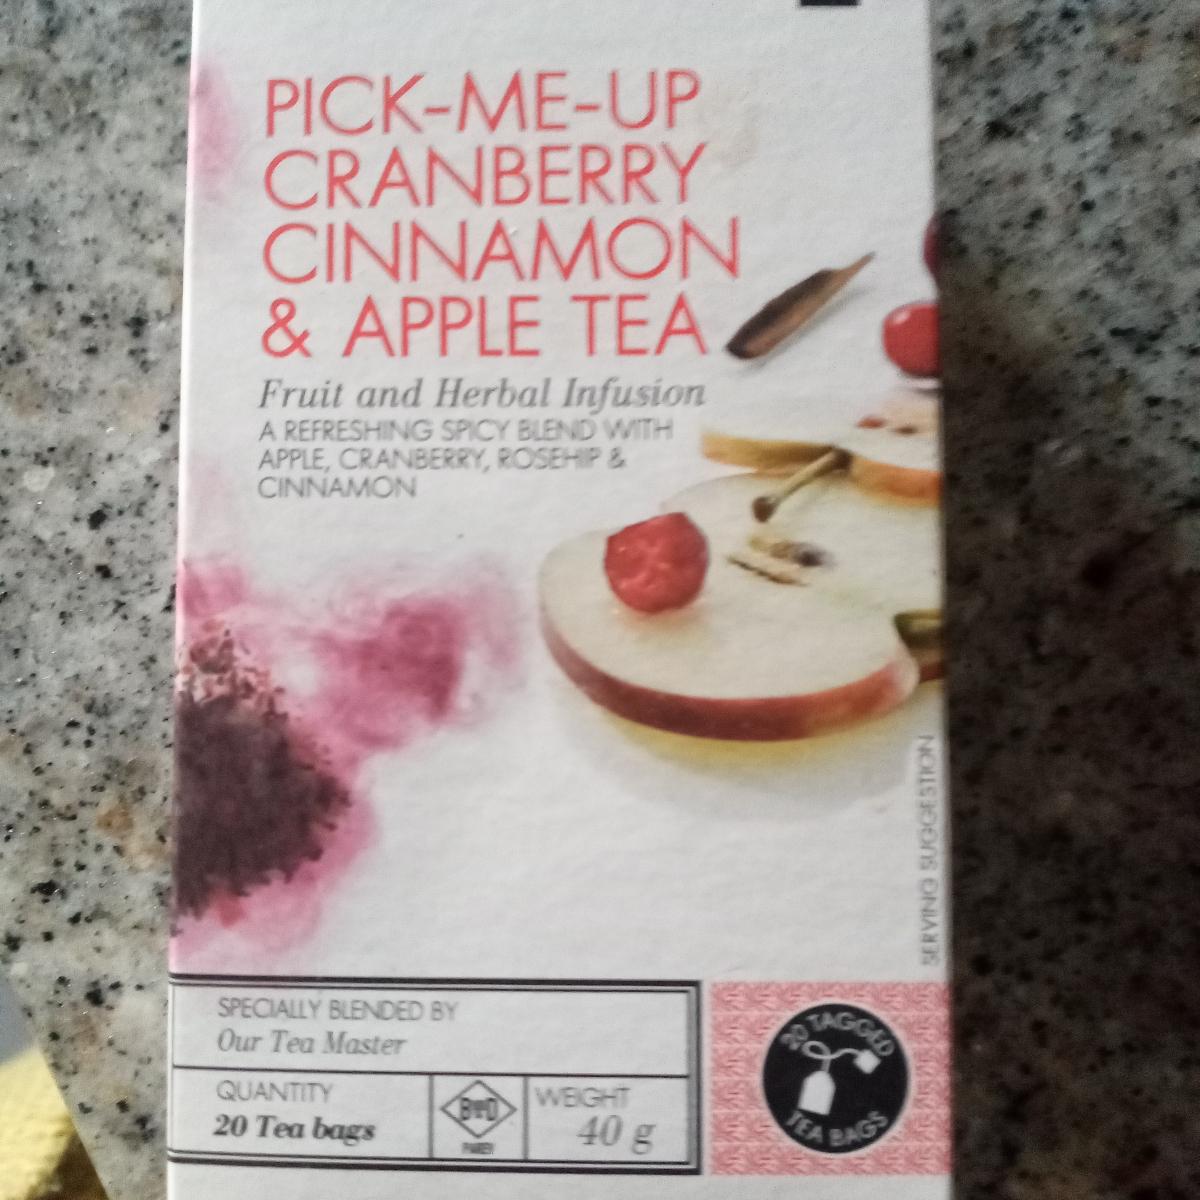 PICK-ME-UP
CRANBERRY
CINNAMON
& APPLE TEA
Fruit and Herbal Infusion
A REFRESHING SPICY BLEND WITH
APPLE, CRANBERRY, ROSEHIP &
CINNAMON
SERVING SUGGESTION
SPECIALLY BLENDED BY
Our Tea Master
QUANTITY
20 Tea bags
PAREV
WEIGHT
40 g
20 TAGGED
TEA BAGS